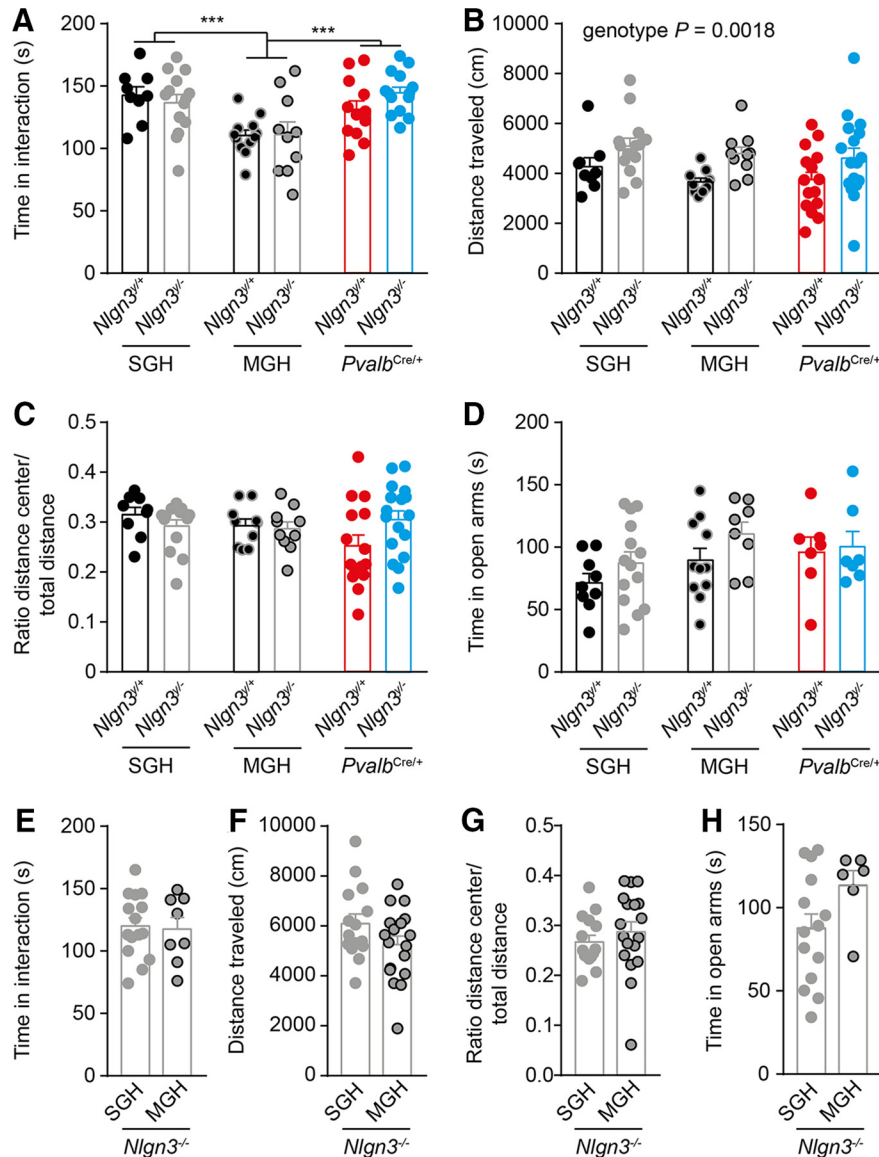 A
Time in interaction (s)
200
150
100
50
0
***
***
Nlgn3y/+
Nlgn3y/-
Nlgn3y/+
Nlgn3y/-
Nlgn3y/+
Nlgn3y/-
SGH
MGH
PvalbCre/+
B
genotype P = 0.0018
Distance traveled (cm)
10000
8000
6000
4000
2000
0
Nlgn3y/+
Nlgn3y/-
Nlgn3y/+
Nlgn3y/-
Nlgn3y/+
Nlgn3y/-
SGH
MGH
PvalbCre/+
C
Ratio distance center/
total distance
0.5
0.4
0.3
0.2
0.1
0
Nlgn3y/+
Nlgn3y/-
Nlgn3y/+
Nlgn3y/-
Nlgn3y/+
Nlgn3y/-
SGH
MGH
PvalbCre/+
D
Time in open arms (s)
200
150
100
50
0
Nlgn3y/+
Nlgn3y/-
Nlgn3y/+
Nlgn3y/-
Nlgn3y/+
Nlgn3y/-
SGH
MGH
PvalbCre/+
E
Time in interaction (s)
200
150
100
50
0
SGH
MGH
Nlgn3-/-
F
Distance traveled (cm)
10000
8000
6000
4000
2000
0
SGH
MGH
Nlgn3-/-
G
Ratio distance center/
total distance
0.5
0.4
0.3
0.2
0.1
0.0
SGH
MGH
Nlgn3-/-
H
Time in open arms (s)
150
100
50
0
SGH
MGH
Nlgn3-/-